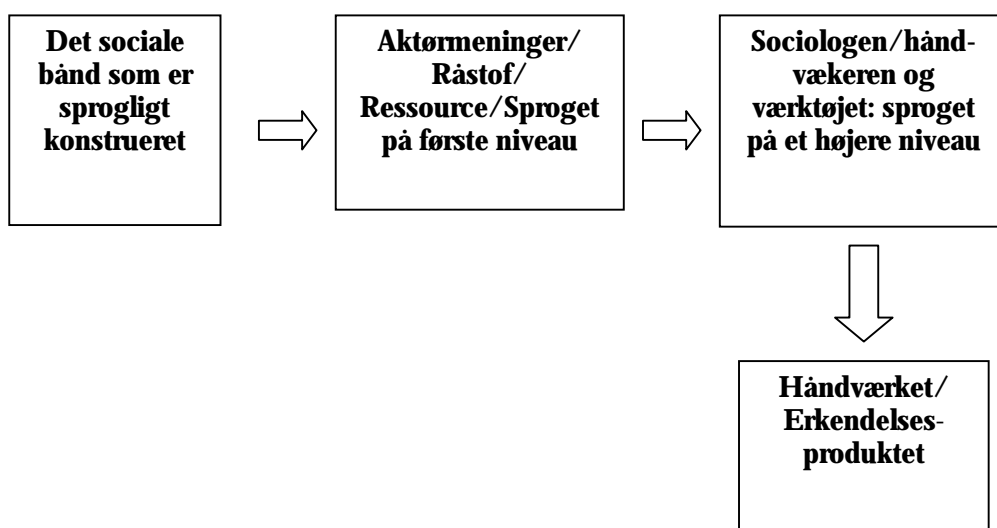 Det sociale
bånd som er
sprogligt
konstrueret
Aktørmeninger/
Råstof/
Ressource/Sproget
på første niveau
Sociologen/hånd-
vækeren og
værktøjet: sproget
på et højere niveau
Håndværket/
Erkendelses-
produktet